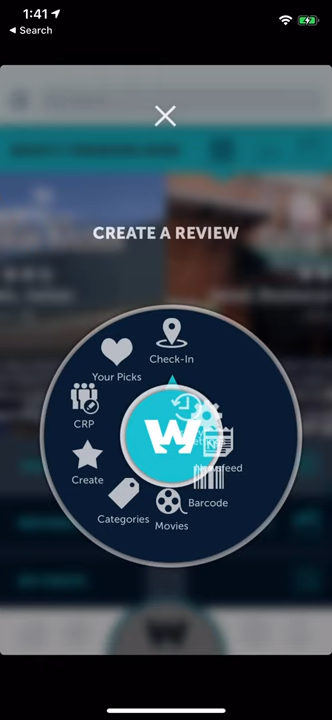 1:41
Search
CREATE A REVIEW
Check-In
Your Picks
CRP
Newsfeed
Create
Barcode
Categories
Movies